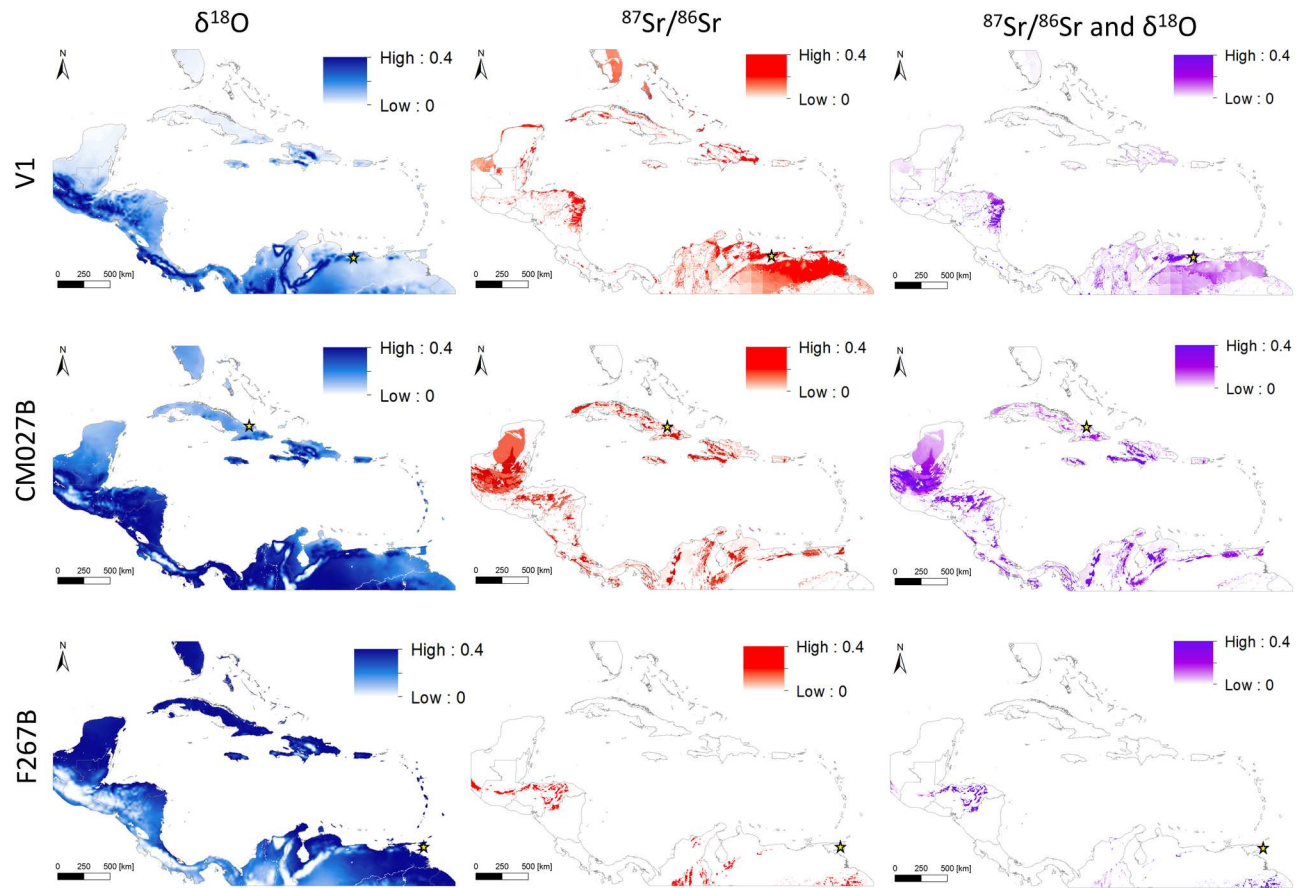 δ¹⁸O ⁸⁷Sr/⁸⁶Sr ⁸⁷Sr/⁸⁶Sr and δ¹⁸O
V1
N High : 0.4 N High : 0.4 N High : 0.4
Low : 0 Low : 0 Low : 0
0 250 500 [km] 0 250 500 [km] 0 250 500 [km]
CM027B
N High : 0.4 N High : 0.4 N High : 0.4
Low : 0 Low : 0 Low : 0
0 250 500 [km] 0 250 500 [km] 0 250 500 [km]
F267B
N High : 0.4 N High : 0.4 N High : 0.4
Low : 0 Low : 0 Low : 0
0 250 500 [km] 0 250 500 [km] 0 250 500 [km]